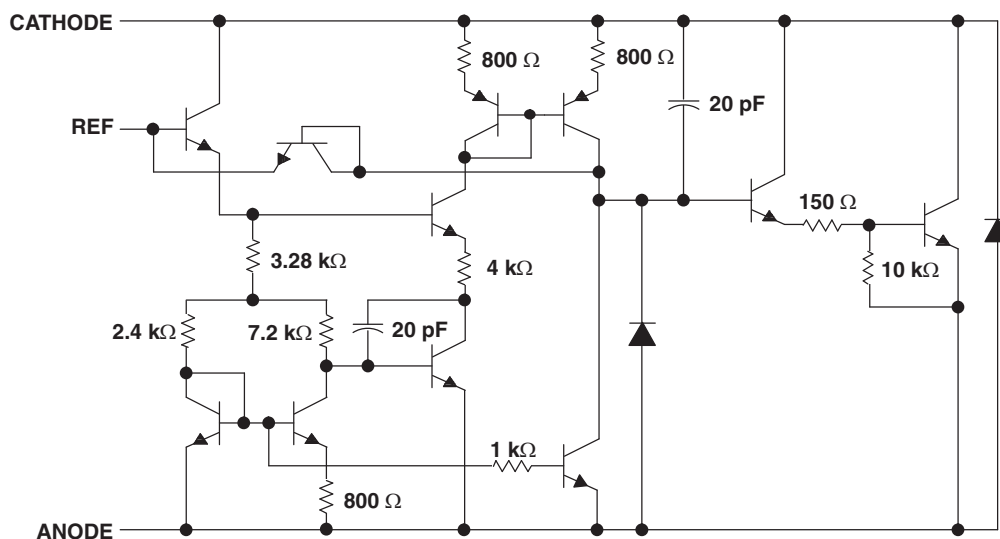 CATHODE
800 Ω
800 Ω
20 pF
REF
150 Ω
3.28 kΩ
4 kΩ
10 kΩ
2.4 kΩ
7.2 kΩ
20 pF
1 kΩ
800 Ω
ANODE